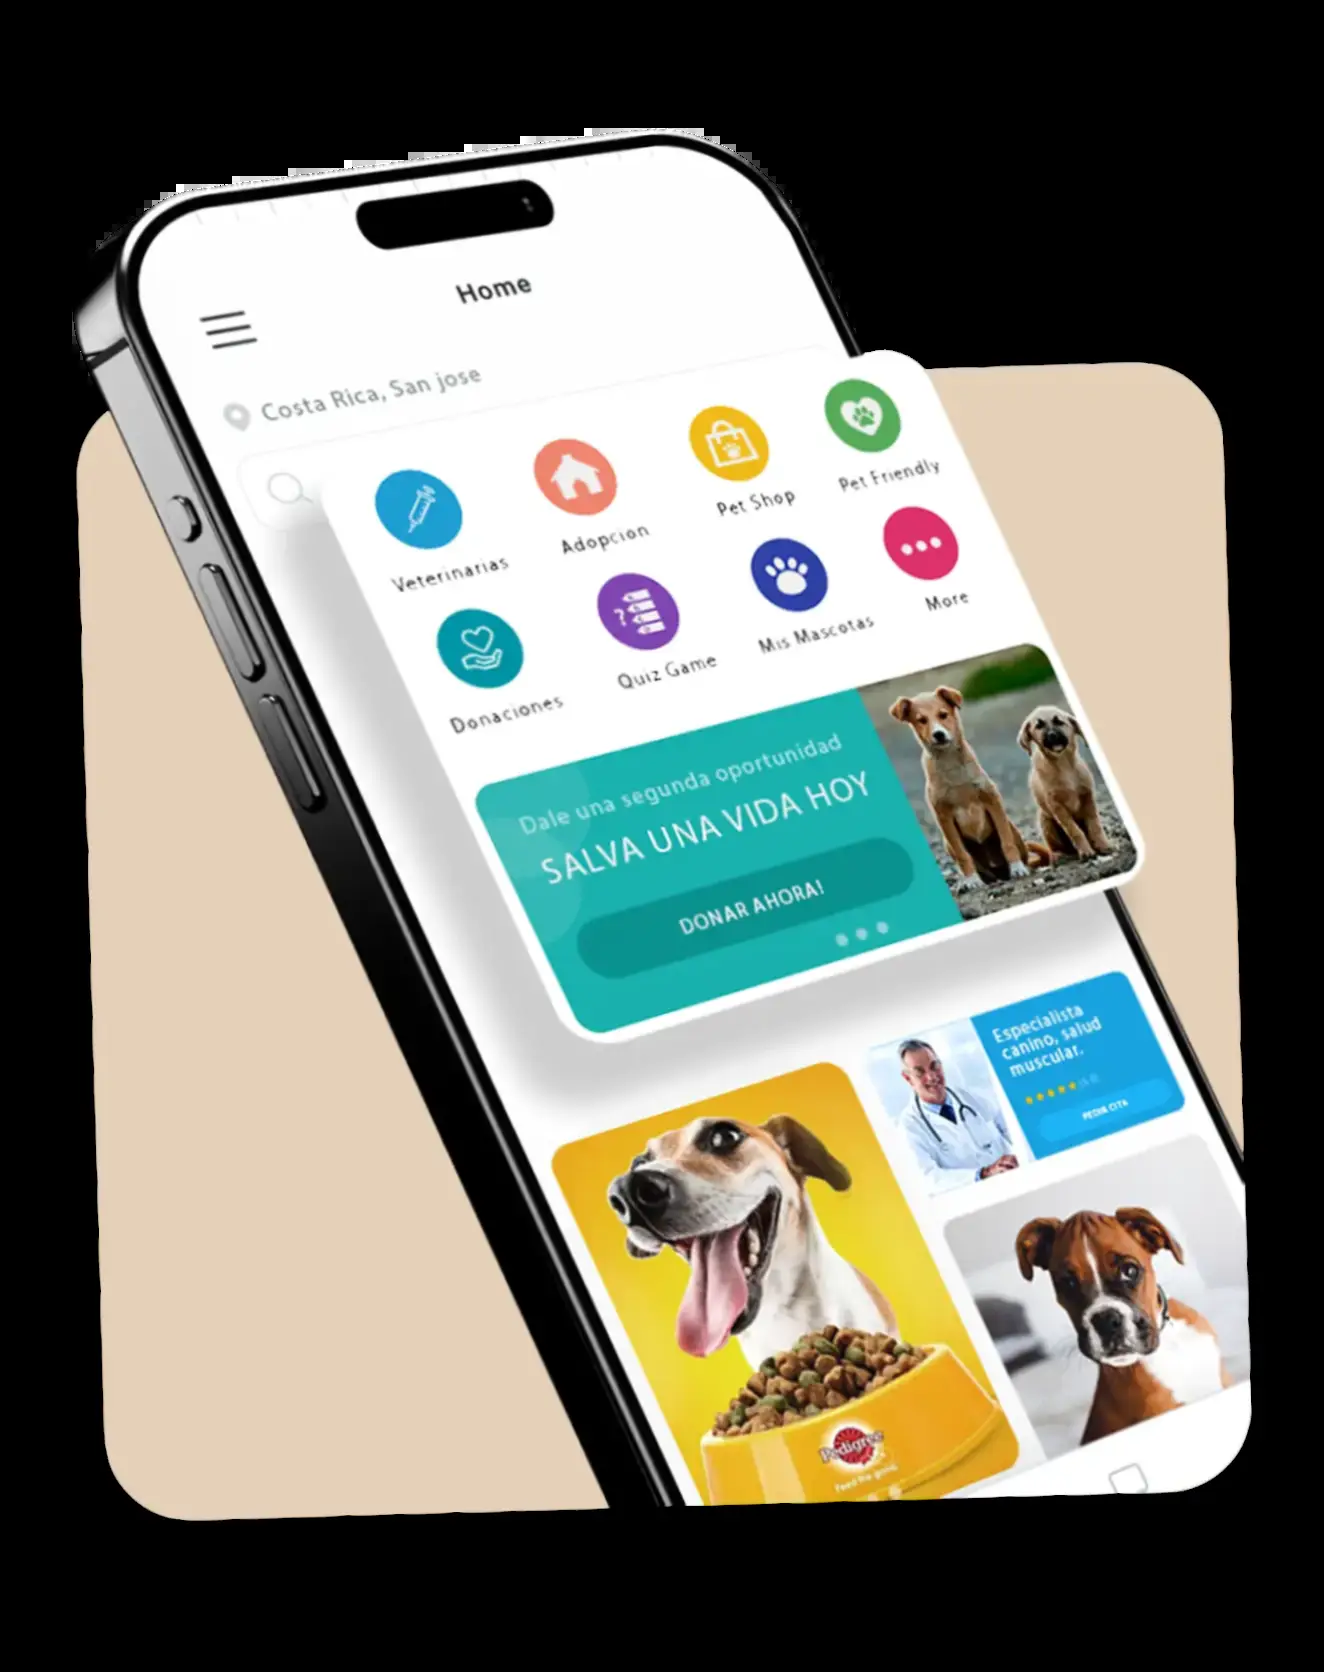 Home
Costa Rica, San jose
Veterinarias
Adopcion
Pet Shop
Pet Friendly
Donaciones
Quiz Game
Mis Mascotas
More
Dale una segunda oportunidad
SALVA UNA VIDA HOY
DONAR AHORA!
Especialista
canino, salud
muscular.
PEDIR CITA
Pedigree
Feed the good